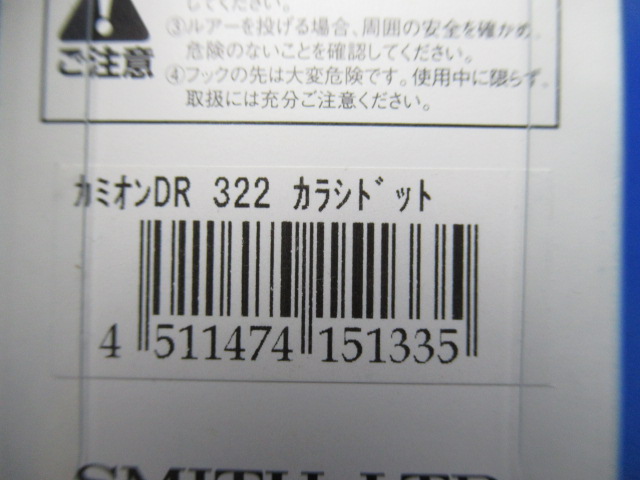 してください。
③ルアーを投げる場合、周囲の安全を確かめ、
危険のないことを確認してください。
ご注意
④フックの先は大変危険です。使用中に限らず、
取扱には充分ご注意ください。
カミオンDR 322 カラシドット
4 511474 151335
SMITH LTD